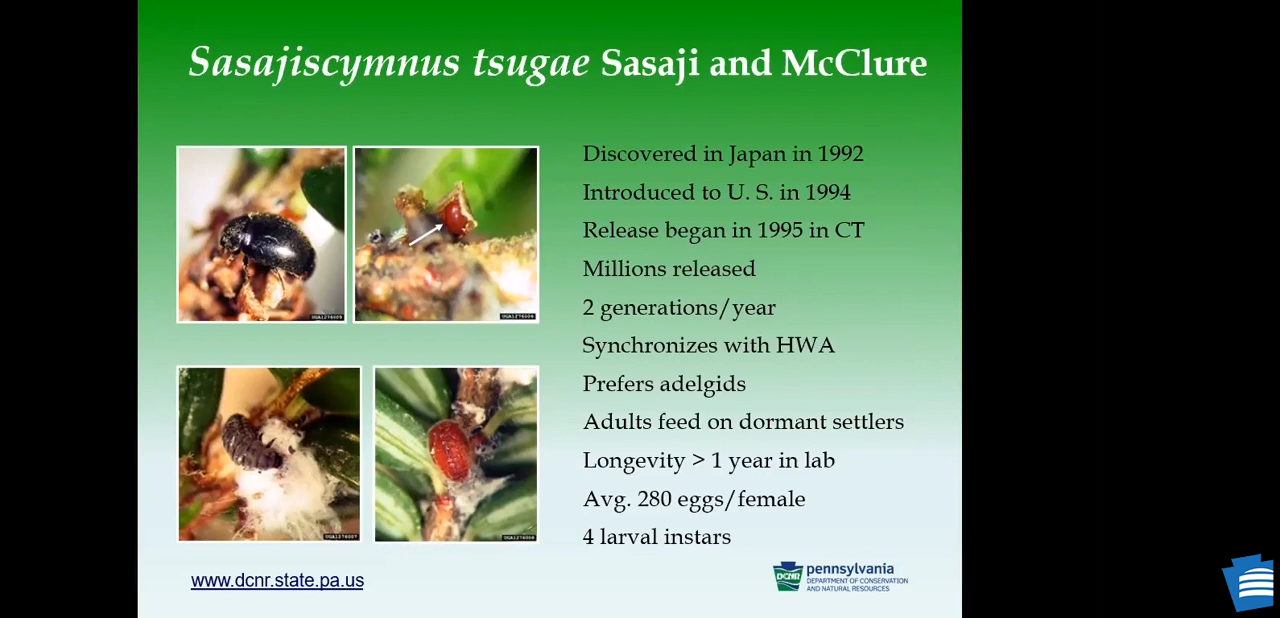 Sasajiscymnus tsugae Sasaji and McClure
Discovered in Japan in 1992
Introduced to U. S. in 1994
Release began in 1995 in CT
Millions released
2 generations/year
Synchronizes with HWA
Prefers adelgids
Adults feed on dormant settlers
Longevity > 1 year in lab
Avg. 280 eggs/female
4 larval instars
www.dcnr.state.pa.us
DCNR
pennsylvania
DEPARTMENT OF CONSERVATION
AND NATURAL RESOURCES